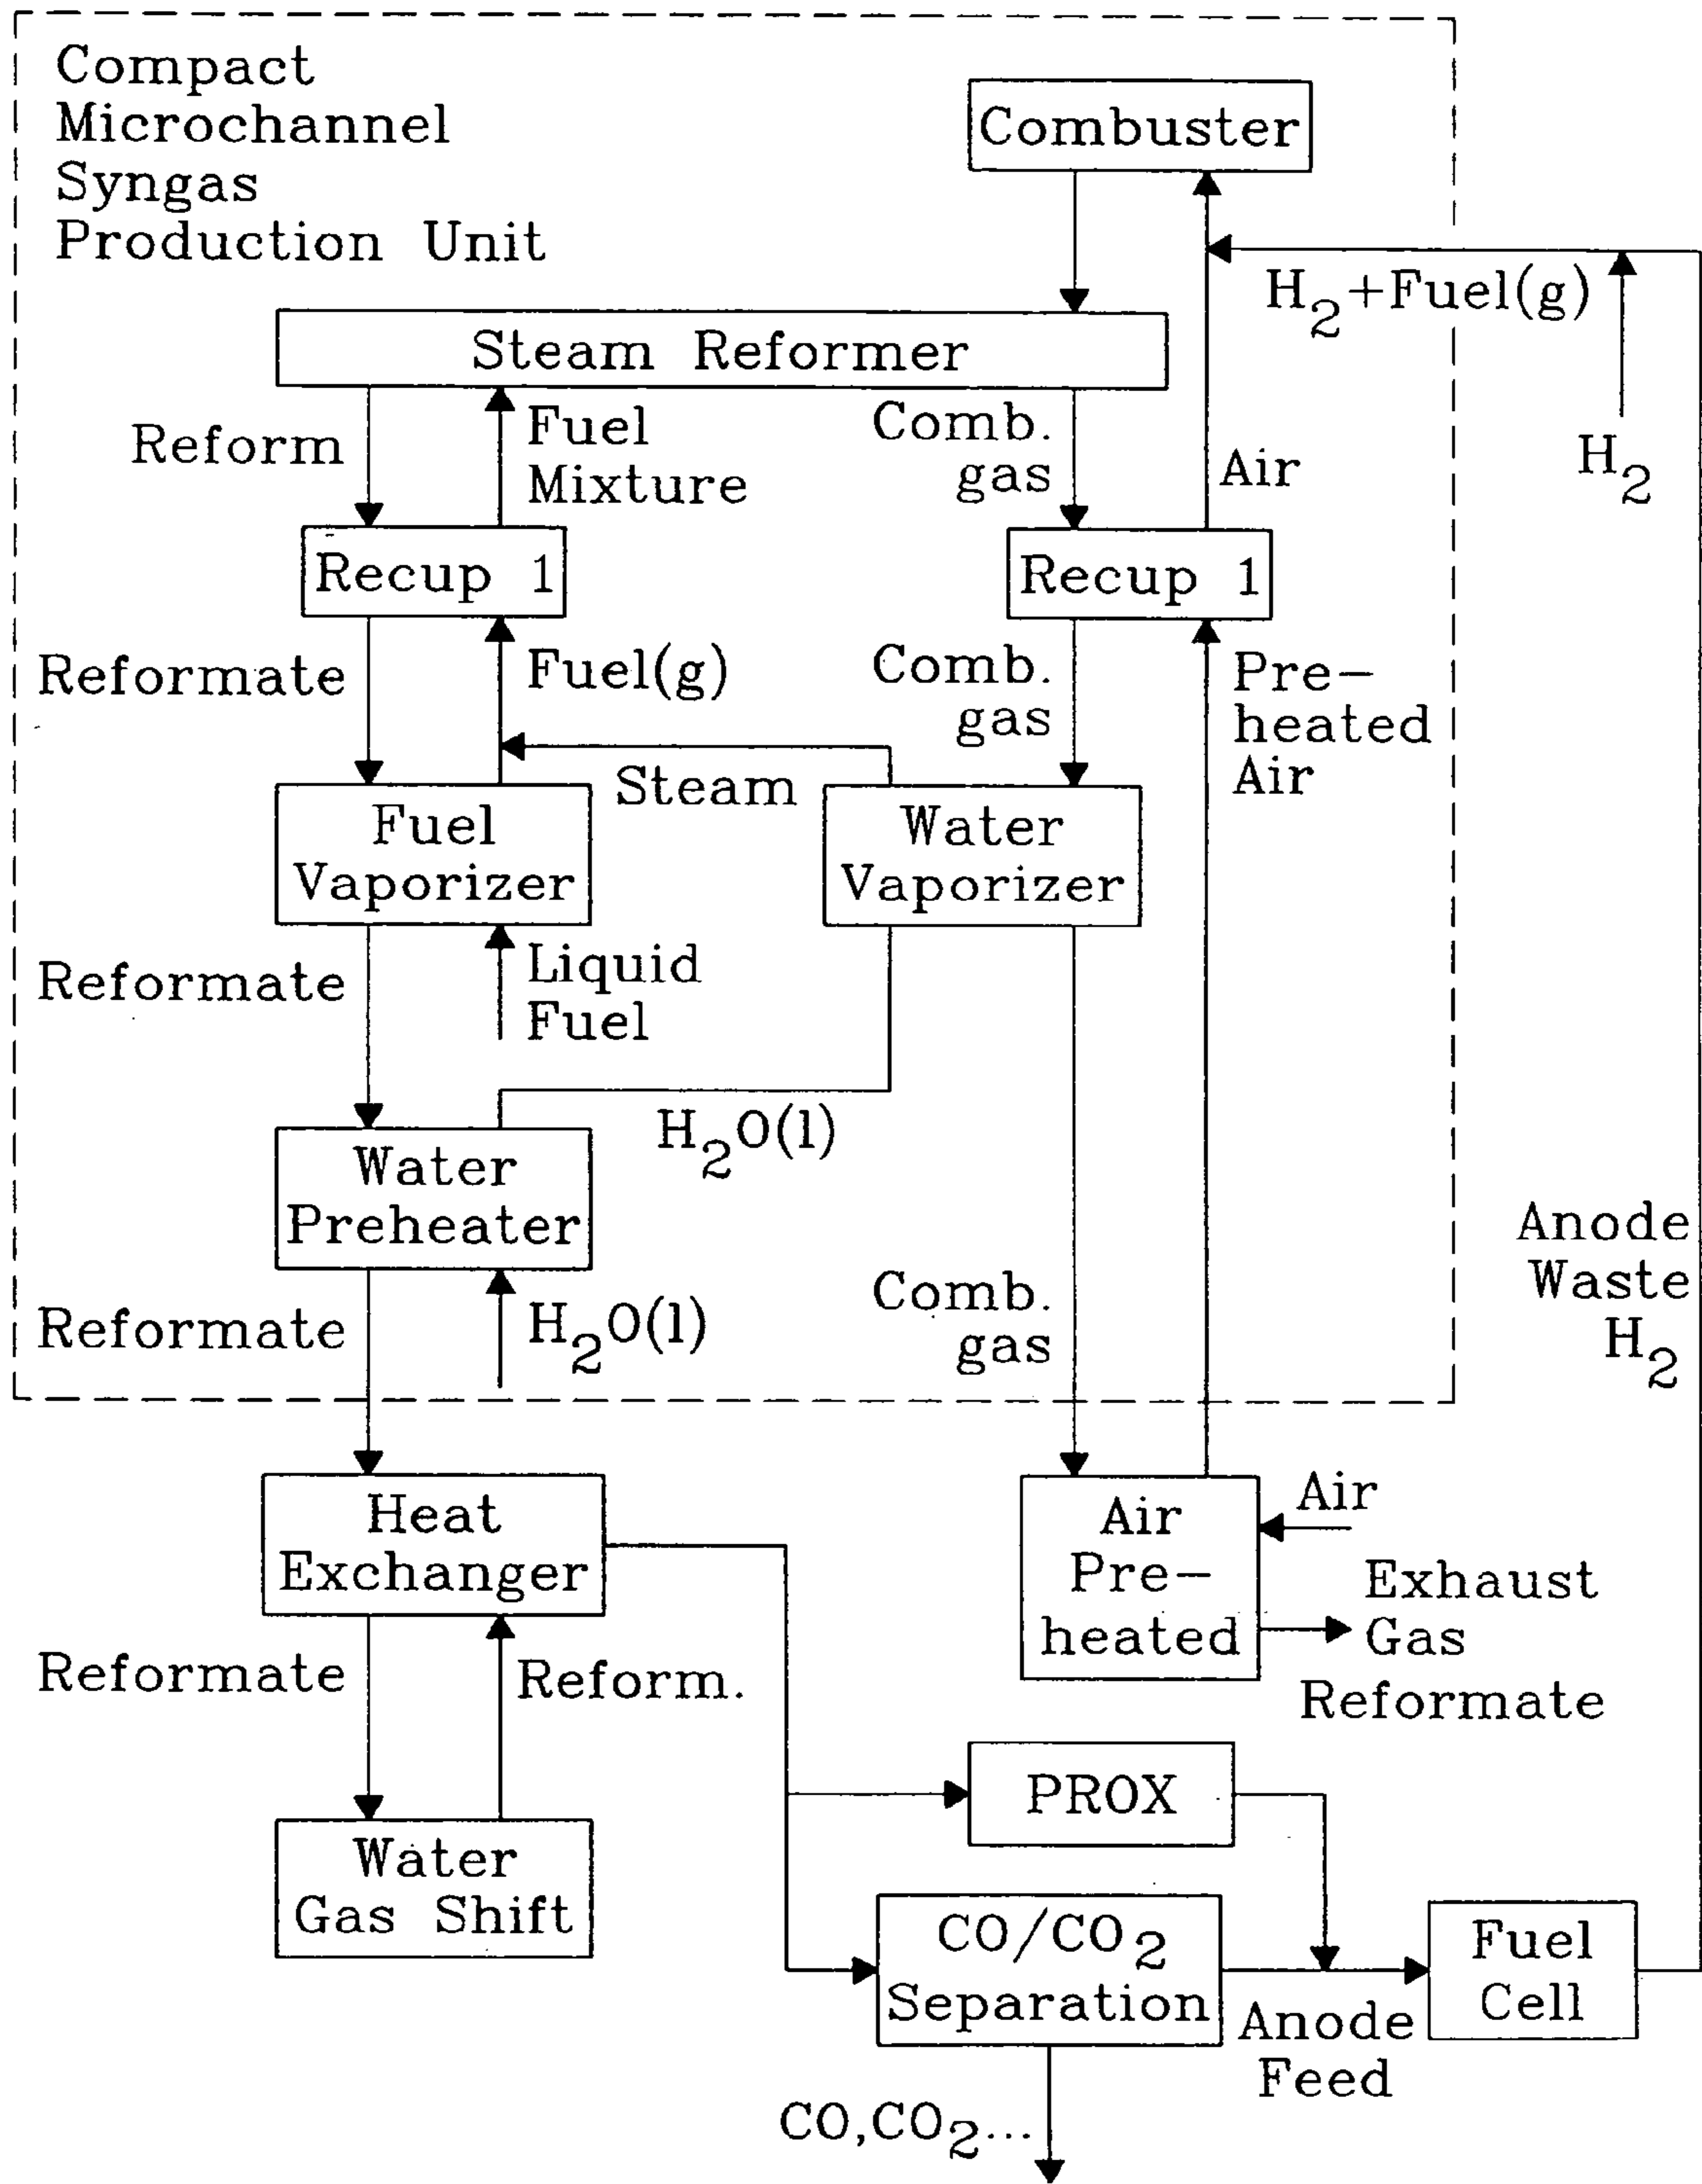 Compact
Microchannel
Syngas
Production Unit
Combuster
H2+Fuel(g)
H2
Steam Reformer
Reform
Fuel
Mixture
Comb.
gas
Air
Recup 1
Recup 1
Reformate
Fuel(g)
Comb.
gas
Pre-
heated
Air
Steam
Fuel
Vaporizer
Water
Vaporizer
Reformate
Liquid
Fuel
H2O(l)
Water
Preheater
Anode
Waste
H2
Reformate
H2O(l)
Comb.
gas
Heat
Exchanger
Air
Pre-
heated
Air
Exhaust
Gas
Reformate
Reformate
Reform.
PROX
Water
Gas Shift
CO/CO2
Separation
Fuel
Cell
Anode
Feed
CO,CO2...